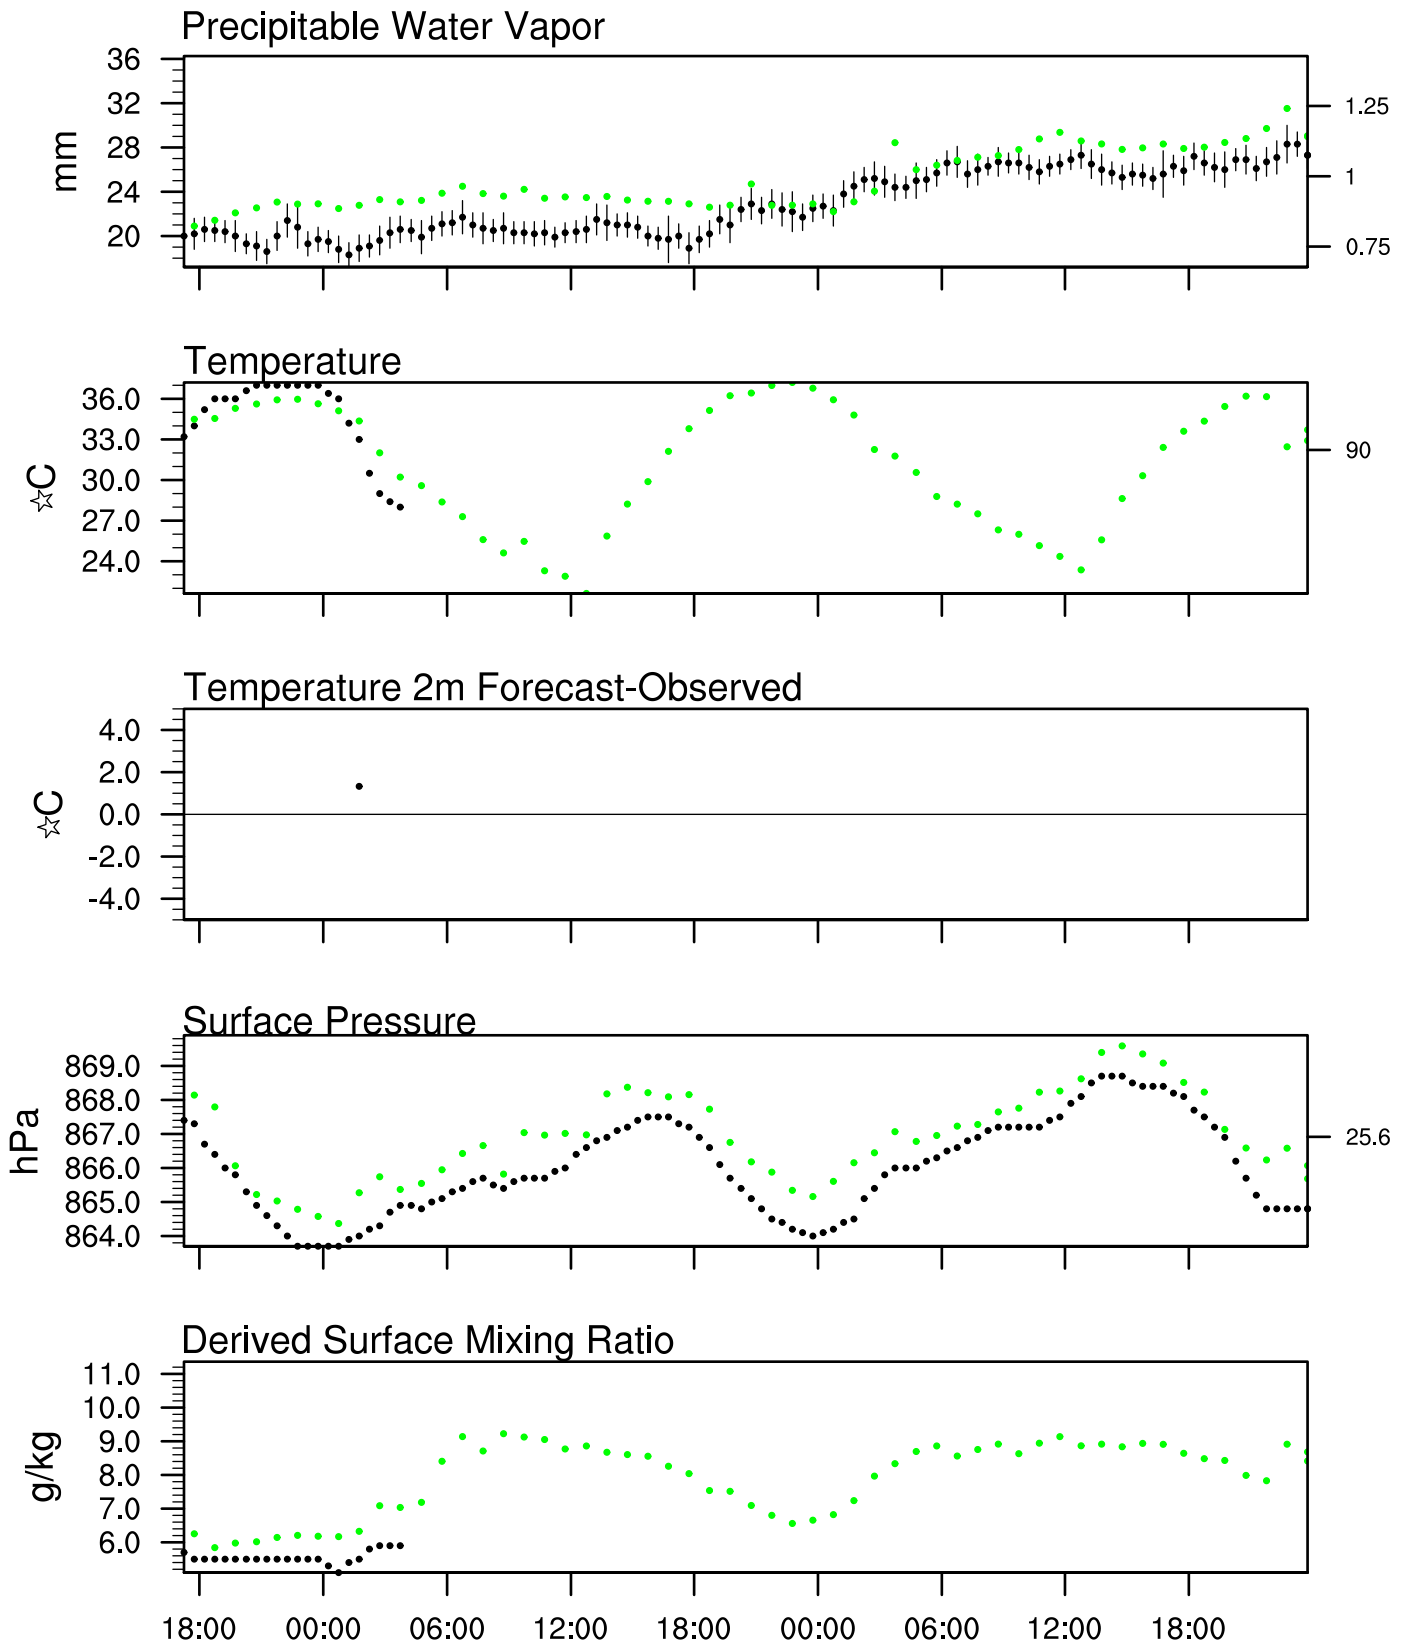 Precipitable Water Vapor
36
32
28
24
20
mm
1.25
1
0.75
Temperature
36.0
33.0
30.0
27.0
24.0
☆C
90
Temperature 2m Forecast-Observed
4.0
2.0
0.0
-2.0
-4.0
☆C
Surface Pressure
869.0
868.0
867.0
866.0
865.0
864.0
hPa
25.6
Derived Surface Mixing Ratio
11.0
10.0
9.0
8.0
7.0
6.0
g/kg
18:00 00:00 06:00 12:00 18:00 00:00 06:00 12:00 18:00